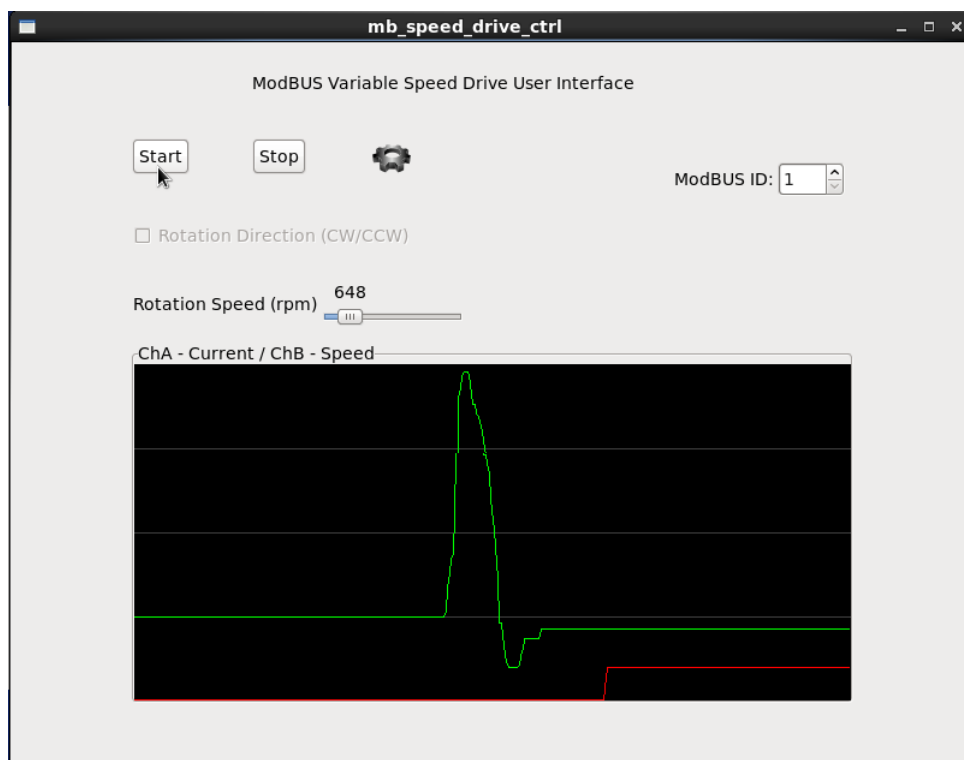 mb_speed_drive_ctrl
ModBUS Variable Speed Drive User Interface
Start
Stop
ModBUS ID: 1
Rotation Direction (CW/CCW)
648
Rotation Speed (rpm)
ChA - Current / ChB - Speed